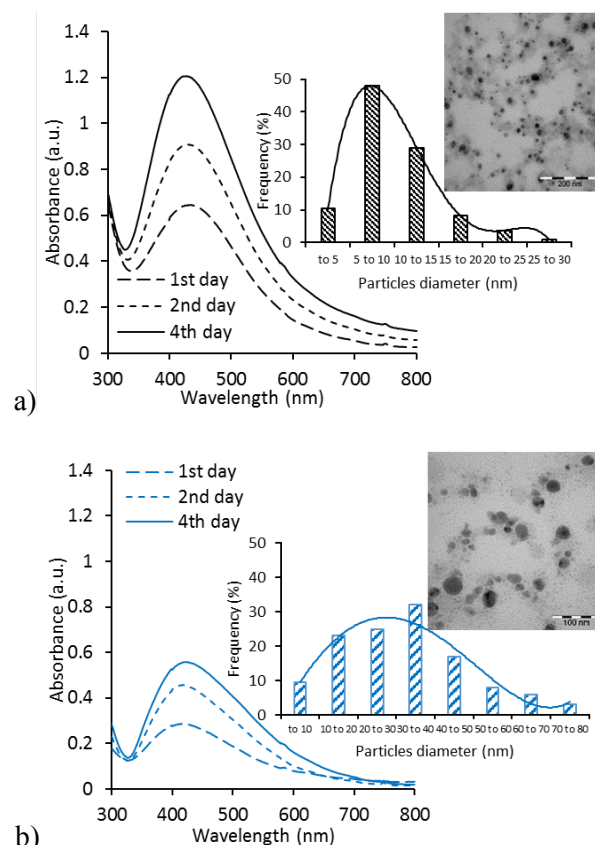 1.4
1.2
1
0.8
0.6
0.4
0.2
0
Absorbance (a.u.)
1st day
2nd day
4th day
300 400 500 600 700 800
Wavelength (nm)
50
40
30
20
10
0
Frequency (%)
to 5 5 to 10 10 to 15 15 to 20 20 to 25 25 to 30
Particles diameter (nm)
200 nm
a)
1.4
1.2
1
0.8
0.6
0.4
0.2
0
Absorbance (a.u.)
1st day
2nd day
4th day
300 400 500 600 700 800
Wavelength (nm)
50
40
30
20
10
0
Frequency (%)
to 10 10 to 20 20 to 30 30 to 40 40 to 50 50 to 60 60 to 70 70 to 80
Particles diameter (nm)
100 nm
b)